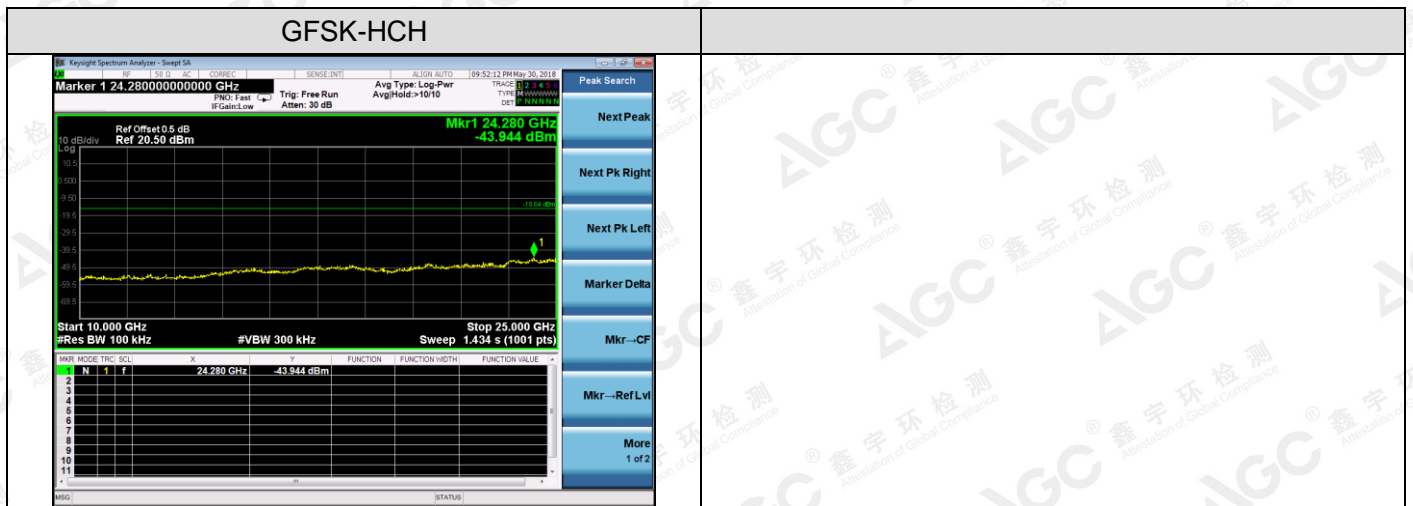 GFSK-HCH
Keysight Spectrum Analyzer - Swept SA
RF 50 Ω AC CORREC SENSE:INT ALIGN AUTO 09:52:12 PM May 30, 2018
Marker 1 24.280000000000 GHz
PNO: Fast
IFGain:Low
Trig: Free Run
Atten: 30 dB
Avg Type: Log-Pwr
Avg|Hold:>10/10
TRACE 1 2 3 4 5 6
TYPE M WWWWW
DET P N N N N N
Ref Offset 0.5 dB
Ref 20.50 dBm
10 dB/div
Log
Mkr1 24.280 GHz
-43.944 dBm
10.5
0.500
-9.50
-19.5
-29.5
-39.5
-49.5
-59.5
-69.5
-15.94 dBm
1
Start 10.000 GHz
Stop 25.000 GHz
#Res BW 100 kHz
#VBW 300 kHz
Sweep 1.434 s (1001 pts)
MKR MODE TRC SCL X Y FUNCTION FUNCTION WIDTH FUNCTION VALUE
1 N 1 f 24.280 GHz -43.944 dBm
2
3
4
5
6
7
8
9
10
11
MSG
STATUS
Peak Search
Next Peak
Next Pk Right
Next Pk Left
Marker Delta
Mkr→CF
Mkr→Ref Lvl
More
1 of 2
AGC
鑫宇环检测
Attestation of Global Compliance